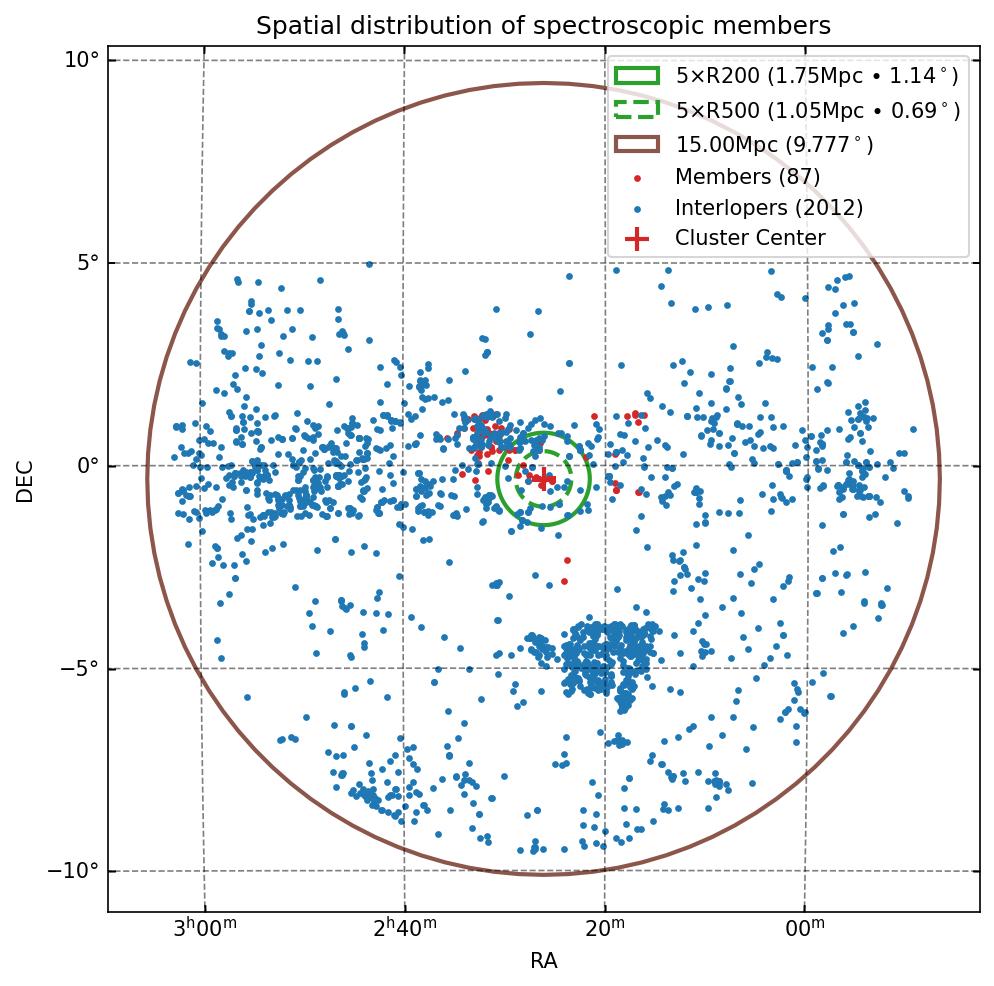 Spatial distribution of spectroscopic members
5×R200 (1.75Mpc • 1.14°)
5×R500 (1.05Mpc • 0.69°)
15.00Mpc (9.777°)
Members (87)
Interlopers (2012)
Cluster Center
10°
5°
0°
−5°
−10°
DEC
3ʰ00ᵐ
2ʰ40ᵐ
20ᵐ
00ᵐ
RA